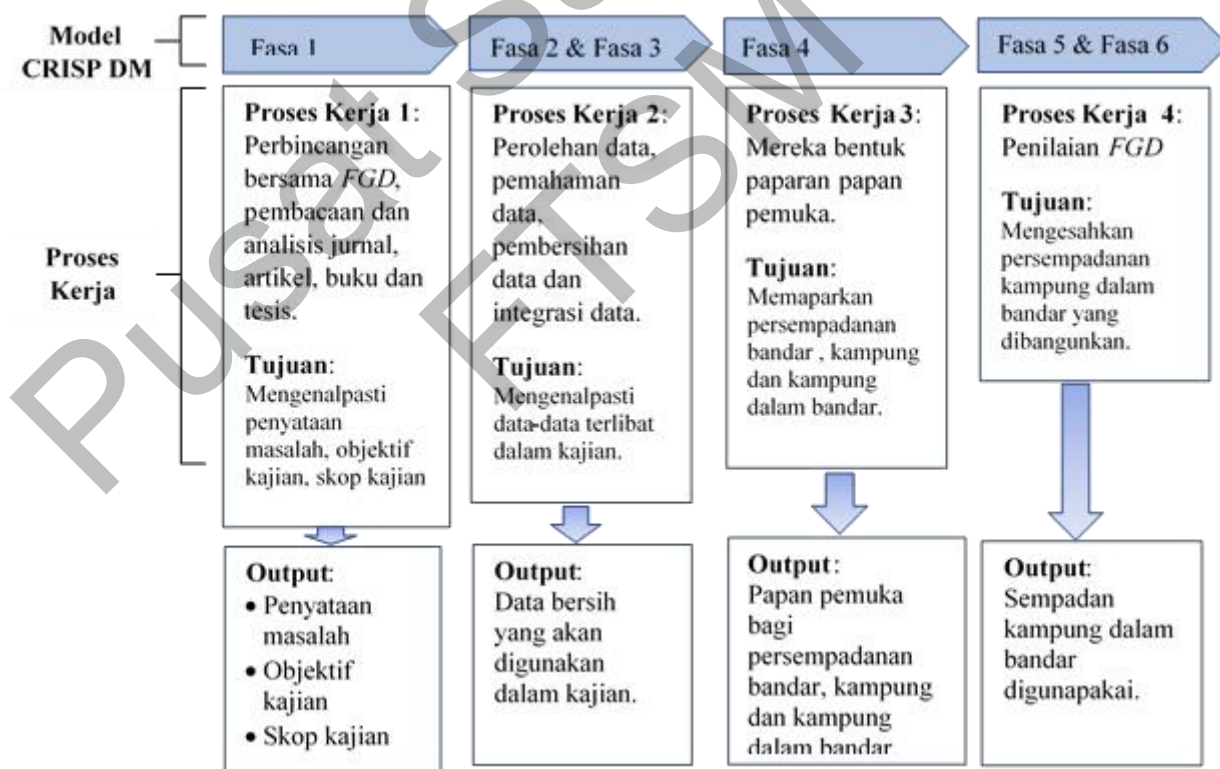 Model
CRISP DM
Fasa 1
Fasa 2 & Fasa 3
Fasa 4
Fasa 5 & Fasa 6
Proses
Kerja
Proses Kerja 1:
Perbincangan
bersama FGD,
pembacaan dan
analisis jurnal,
artikel, buku dan
tesis.
Tujuan:
Mengenalpasti
penyataan
masalah, objektif
kajian, skop kajian
Proses Kerja 2:
Perolehan data,
pemahaman
data,
pembersihan
data dan
integrasi data.
Tujuan:
Mengenalpasti
data-data terlibat
dalam kajian.
Proses Kerja 3:
Mereka bentuk
paparan papan
pemuka.
Tujuan:
Memaparkan
persempadanan
bandar , kampung
dan kampung
dalam bandar.
Proses Kerja 4:
Penilaian FGD
Tujuan:
Mengesahkan
persempadanan
kampung dalam
bandar yang
dibangunkan.
Output:
• Penyataan
masalah
• Objektif
kajian
• Skop kajian
Output:
Data bersih
yang akan
digunakan
dalam kajian.
Output:
Papan pemuka
bagi
persempadanan
bandar, kampung
dan kampung
dalam bandar
Output:
Sempadan
kampung dalam
bandar
digunapakai.
Pusat S
FTSM